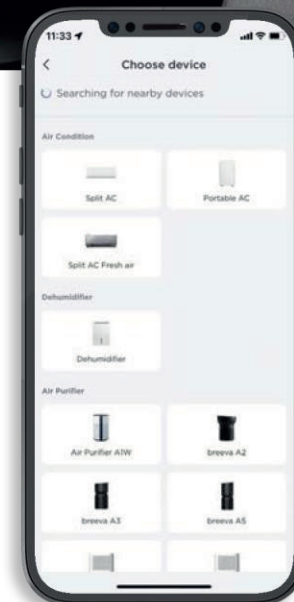 11:33
Choose device
Searching for nearby devices
Air Condition
Split AC
Portable AC
Split AC Fresh air
Dehumidifier
Dehumidifier
Air Purifier
Air Purifier A1W
breeva A2
breeva A3
breeva A5